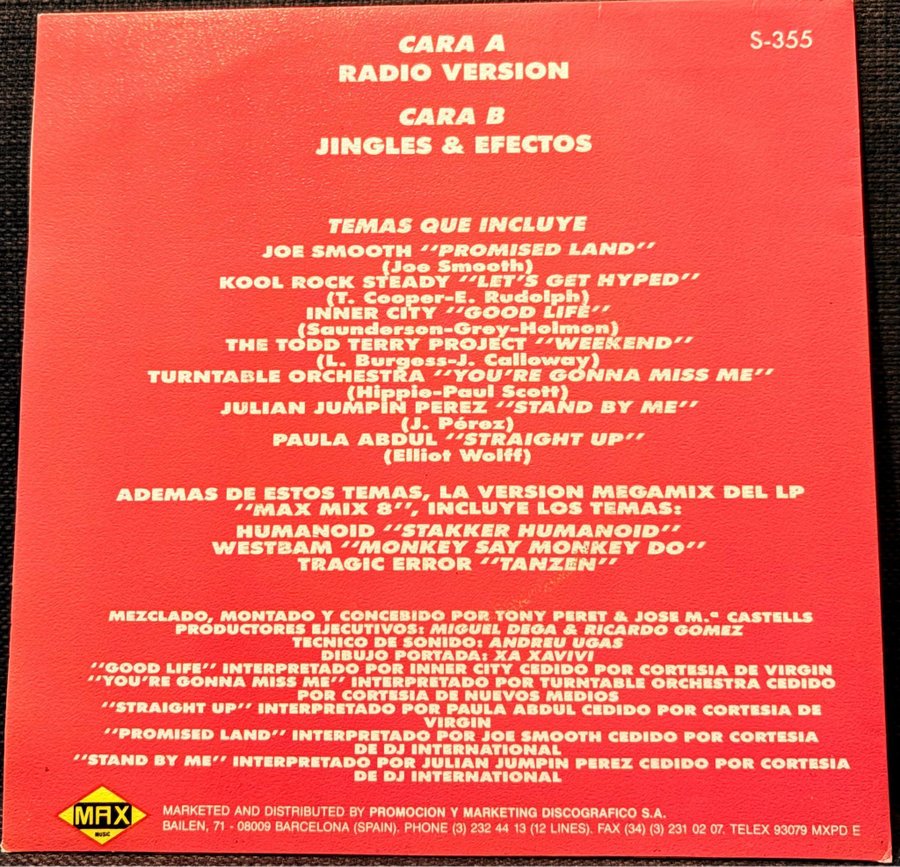 S-355
CARA A
RADIO VERSION
CARA B
JINGLES & EFECTOS
TEMAS QUE INCLUYE
JOE SMOOTH "PROMISED LAND"
(Joe Smooth)
KOOL ROCK STEADY "LET'S GET HYPED"
(T. Cooper-E. Rudolph)
INNER CITY "GOOD LIFE"
(Saunderson-Grey-Holmon)
THE TODD TERRY PROJECT "WEEKEND"
(L. Burgess-J. Calloway)
TURNTABLE ORCHESTRA "YOU'RE GONNA MISS ME"
(Hippie-Paul Scott)
JULIAN JUMPIN PEREZ "STAND BY ME"
(J. Pérez)
PAULA ABDUL "STRAIGHT UP"
(Elliot Wolff)
ADEMAS DE ESTOS TEMAS, LA VERSION MEGAMIX DEL LP
"MAX MIX 8", INCLUYE LOS TEMAS:
HUMANOID "STAKKER HUMANOID"
WESTBAM "MONKEY SAY MONKEY DO"
TRAGIC ERROR "TANZEN"
MEZCLADO, MONTADO Y CONCEBIDO POR TONY PERET & JOSE M.ª CASTELLS
PRODUCTORES EJECUTIVOS: MIGUEL DEGA & RICARDO GOMEZ
TECNICO DE SONIDO: ANDREU UGAS
DIBUJO PORTADA: XA XAVIVI
"GOOD LIFE" INTERPRETADO POR INNER CITY CEDIDO POR CORTESIA DE VIRGIN
"YOU'RE GONNA MISS ME" INTERPRETADO POR TURNTABLE ORCHESTRA CEDIDO
POR CORTESIA DE NUEVOS MEDIOS
"STRAIGHT UP" INTERPRETADO POR PAULA ABDUL CEDIDO POR CORTESIA DE
VIRGIN
"PROMISED LAND" INTERPRETADO POR JOE SMOOTH CEDIDO POR CORTESIA
DE DJ INTERNATIONAL
"STAND BY ME" INTERPRETADO POR JULIAN JUMPIN PEREZ CEDIDO POR CORTESIA
DE DJ INTERNATIONAL
MAX
MUSIC
MARKETED AND DISTRIBUTED BY PROMOCION Y MARKETING DISCOGRAFICO S.A.
BAILEN, 71 - 08009 BARCELONA (SPAIN). PHONE (3) 232 44 13 (12 LINES). FAX (34) (3) 231 02 07. TELEX 93079 MXPD E